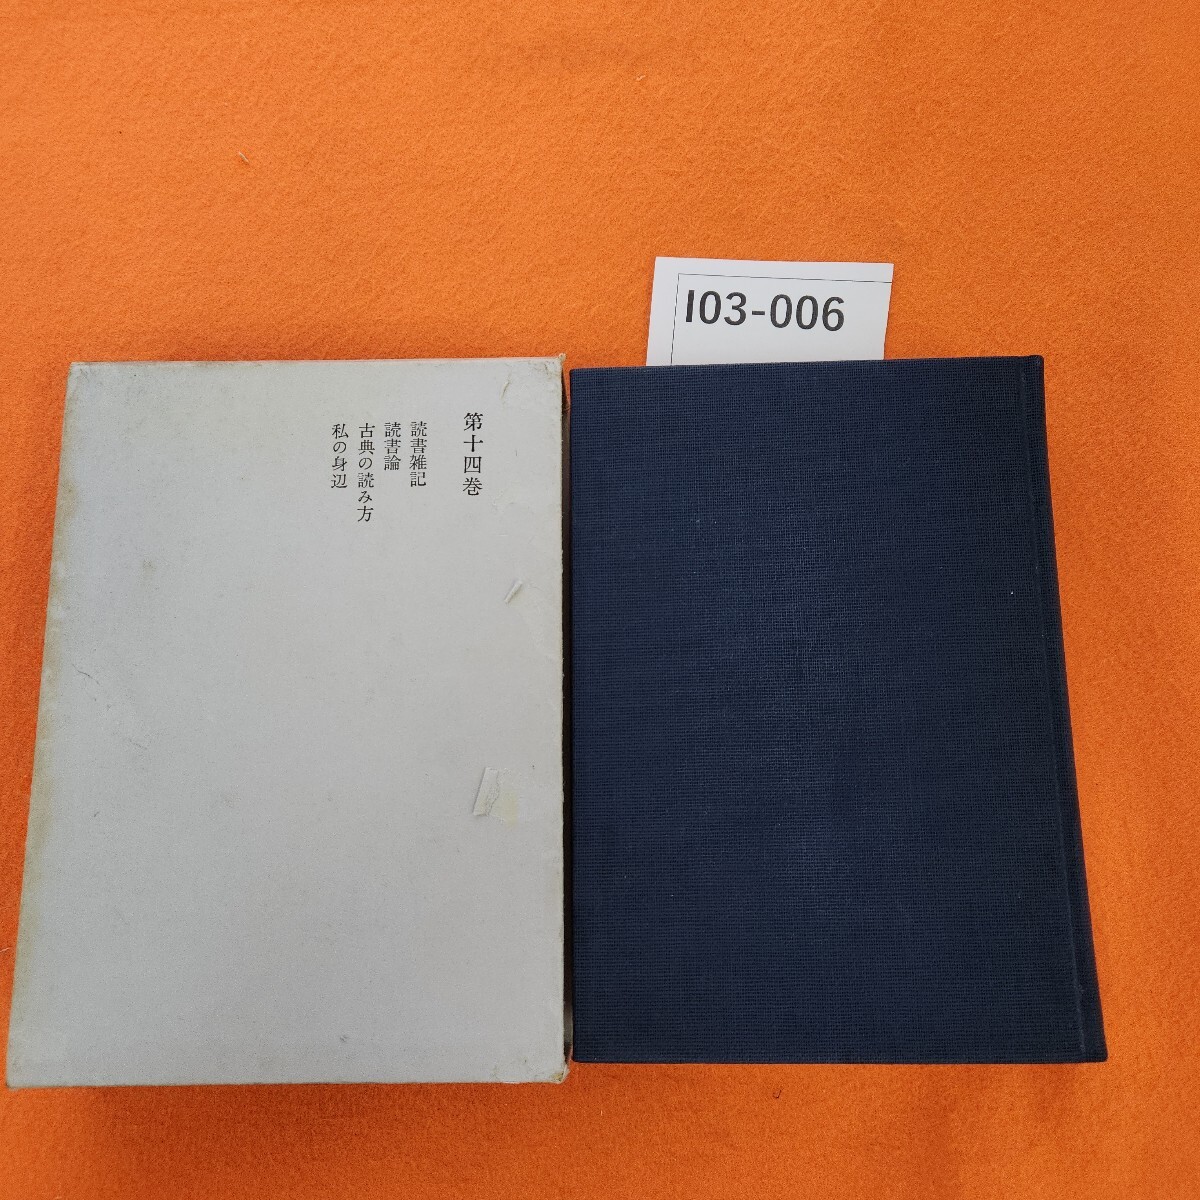 I03-006
第十四巻
読書雑記
読書論
古典の読み方
私の身辺